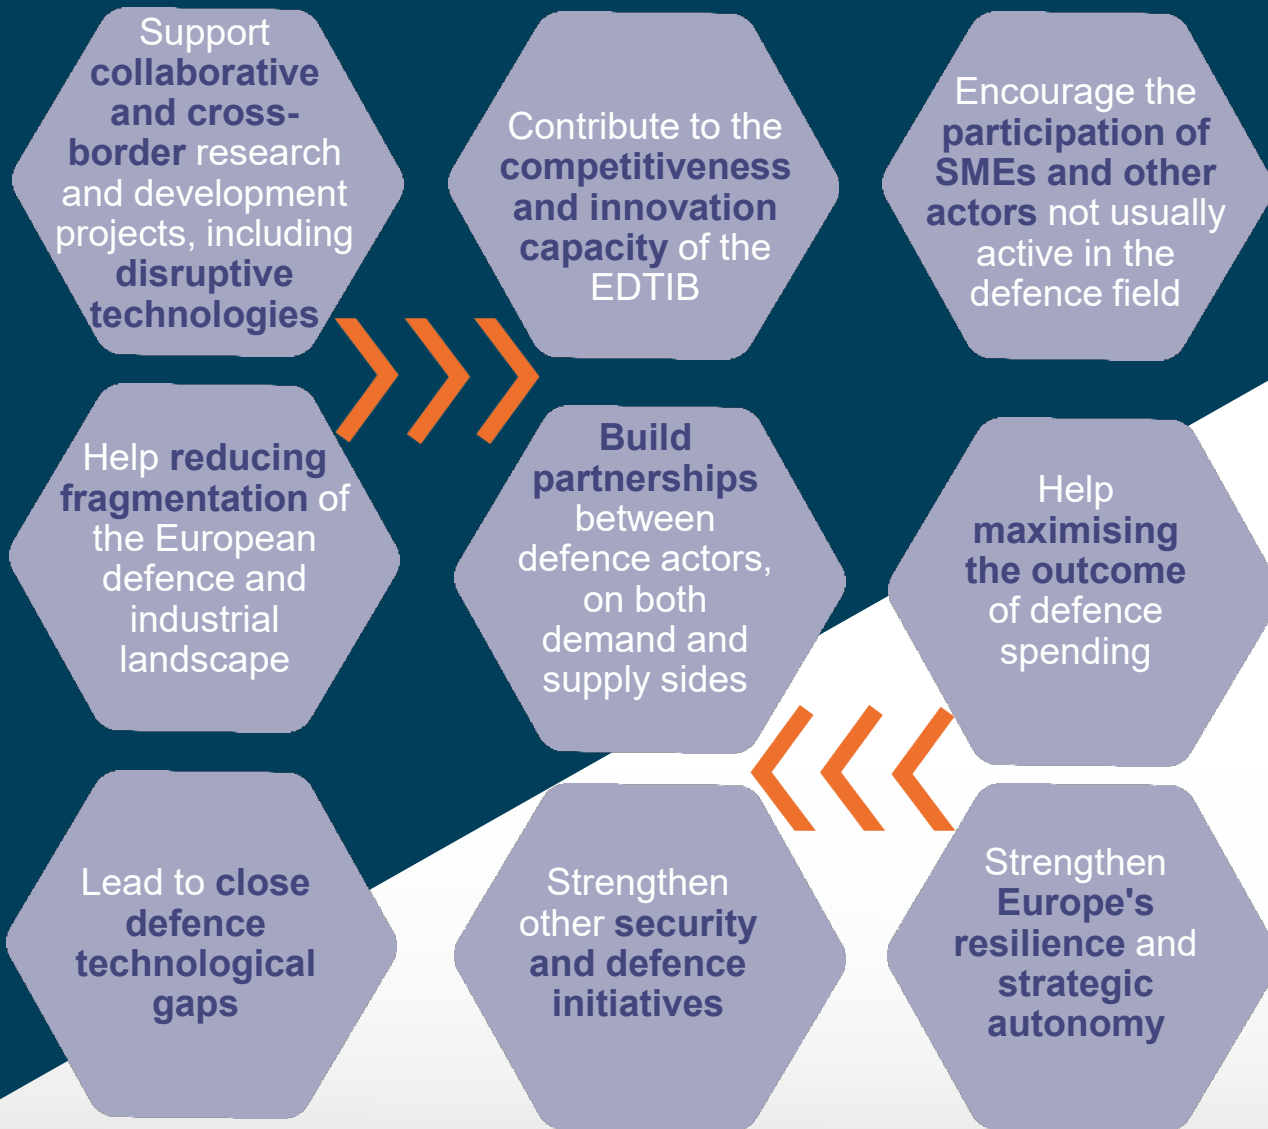 Support
collaborative
and cross-
border research
and development
projects, including
disruptive
technologies
Contribute to the
competitiveness
and innovation
capacity of the
EDTIB
Encourage the
participation of
SMEs and other
actors not usually
active in the
defence field
Help reducing
fragmentation of
the European
defence and
industrial
landscape
Build
partnerships
between
defence actors,
on both
demand and
supply sides
Help
maximising
the outcome
of defence
spending
Lead to close
defence
technological
gaps
Strengthen
other security
and defence
initiatives
Strengthen
Europe's
resilience and
strategic
autonomy